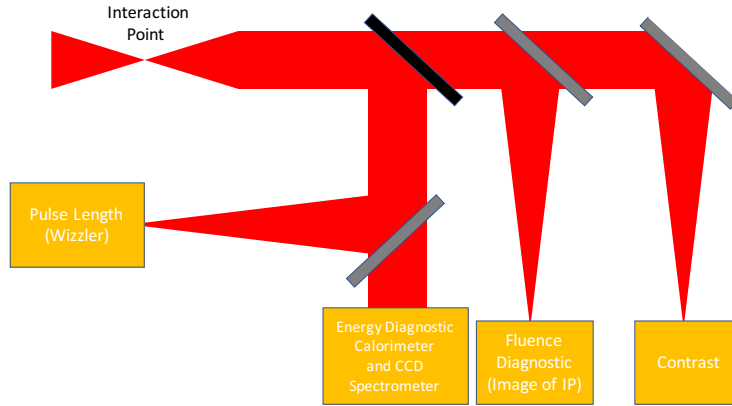 Interaction
Point
Pulse Length
(Wizzler)
Energy Diagnostic
Calorimeter
and CCD
Spectrometer
Fluence
Diagnostic
(Image of IP)
Contrast